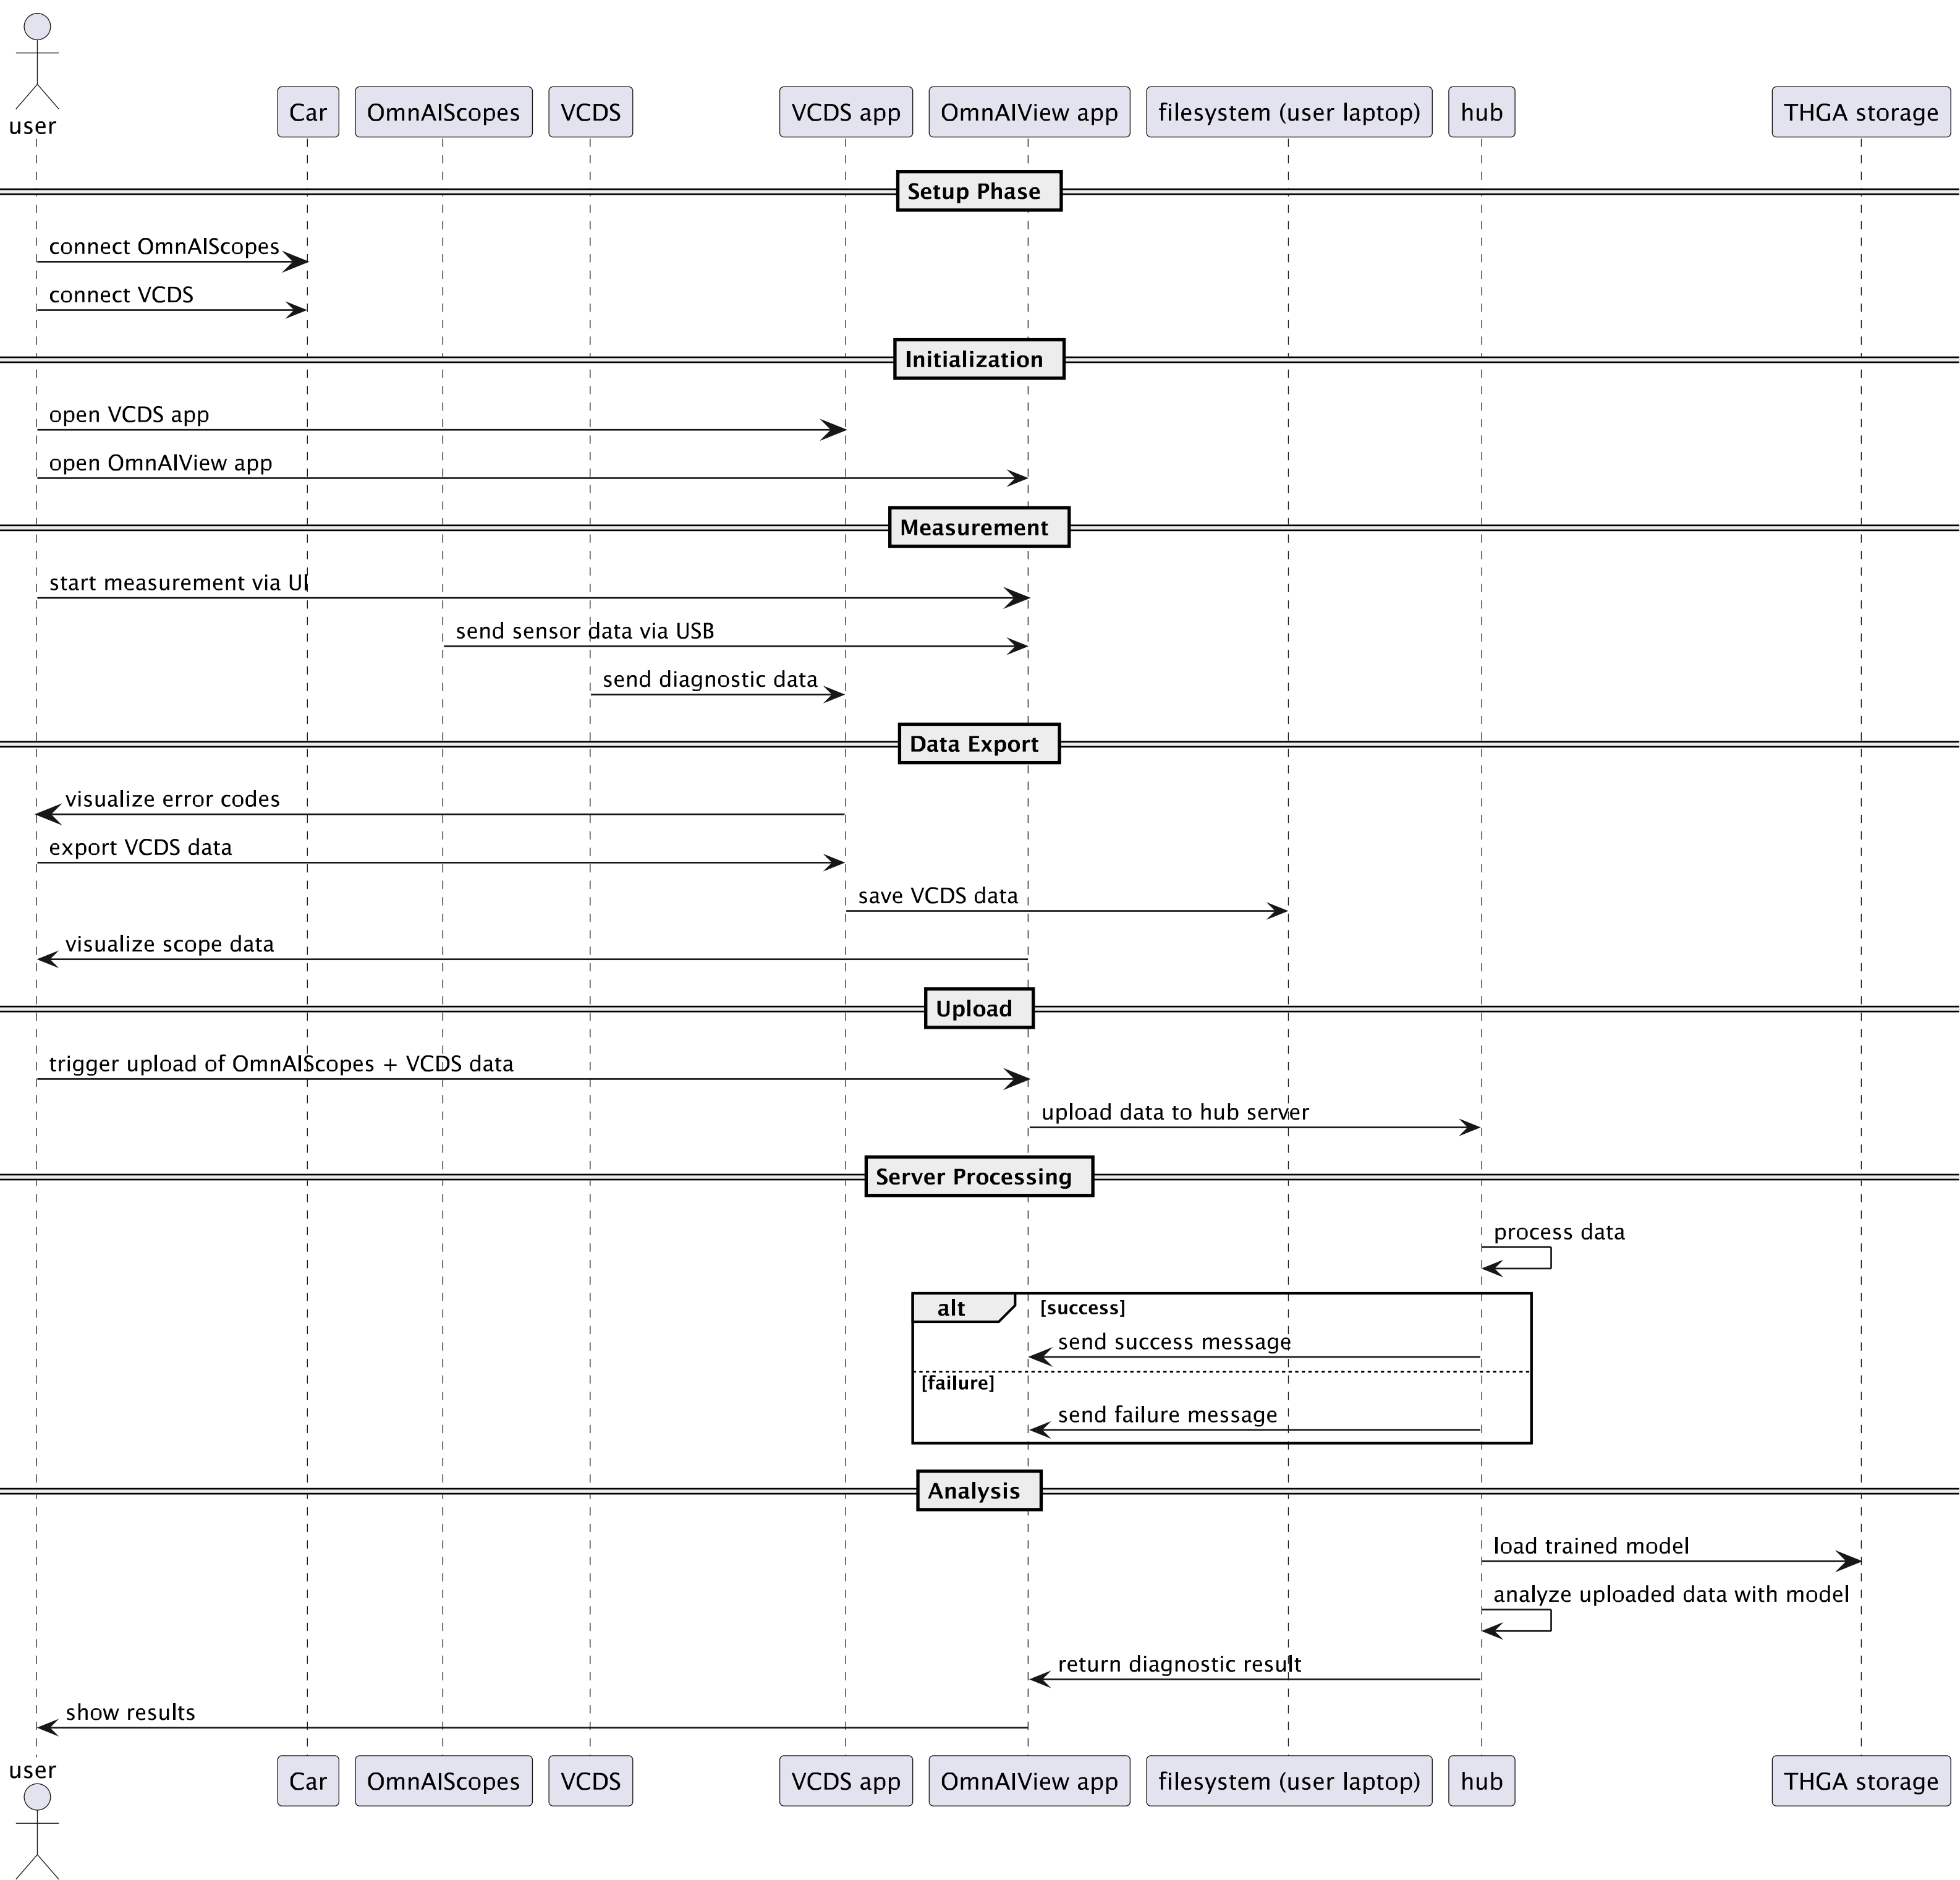 user
Car
OmnAIScopes
VCDS
VCDS app
OmnAIView app
filesystem (user laptop)
hub
THGA storage
Setup Phase
connect OmnAIScopes
connect VCDS
Initialization
open VCDS app
open OmnAIView app
Measurement
start measurement via UI
send sensor data via USB
send diagnostic data
Data Export
visualize error codes
export VCDS data
save VCDS data
visualize scope data
Upload
trigger upload of OmnAIScopes + VCDS data
upload data to hub server
Server Processing
process data
alt
[success]
send success message
[failure]
send failure message
Analysis
load trained model
analyze uploaded data with model
return diagnostic result
show results
user
Car
OmnAIScopes
VCDS
VCDS app
OmnAIView app
filesystem (user laptop)
hub
THGA storage